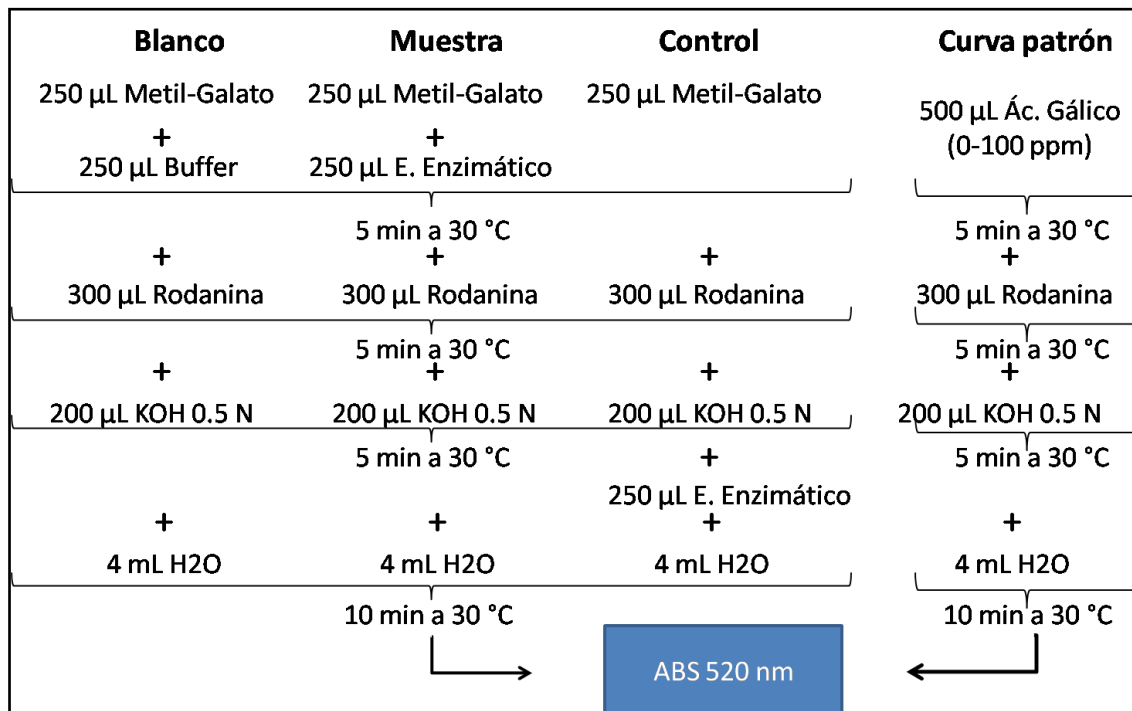 Blanco Muestra Control Curva patrón
250 µL Metil-Galato 250 µL Metil-Galato 250 µL Metil-Galato
500 µL Ác. Gálico
(0-100 ppm)
+ +
250 µL Buffer 250 µL E. Enzimático
5 min a 30 °C 5 min a 30 °C
+ + + +
300 µL Rodanina 300 µL Rodanina 300 µL Rodanina 300 µL Rodanina
5 min a 30 °C 5 min a 30 °C
+ + + +
200 µL KOH 0.5 N 200 µL KOH 0.5 N 200 µL KOH 0.5 N 200 µL KOH 0.5 N
5 min a 30 °C + 5 min a 30 °C
250 µL E. Enzimático
+ + + +
4 mL H2O 4 mL H2O 4 mL H2O 4 mL H2O
10 min a 30 °C 10 min a 30 °C
ABS 520 nm